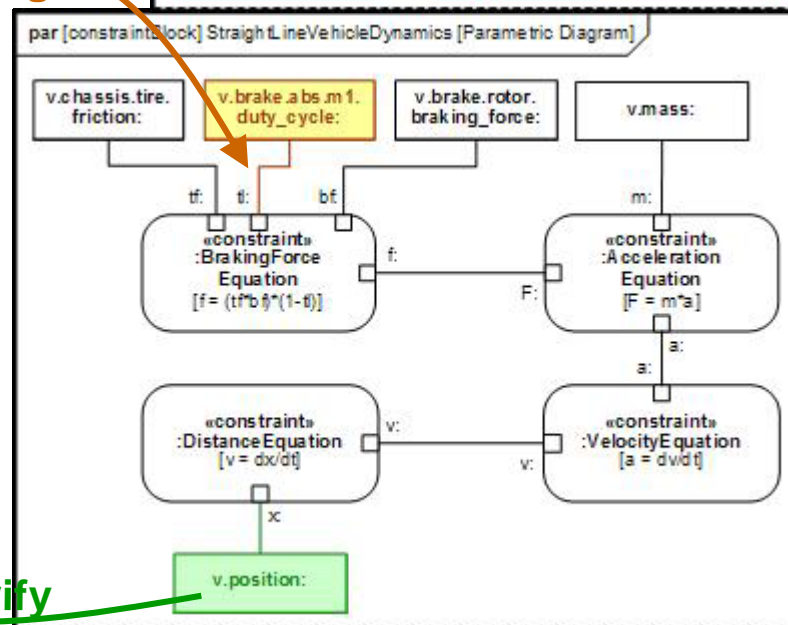 par [constraintBlock] StraightLineVehicleDynamics [Parametric Diagram]
v.chassis.tire.
friction:
v.brake.abs.m1.
duty_cycle:
v.brake.rotor.
braking_force:
v.mass:
tf:
tl:
bf:
m:
«constraint»
:BrakingForce
Equation
[f = (tf*bf)*(1-tl)]
f:
F:
«constraint»
:Acceleration
Equation
[F = m*a]
a:
a:
«constraint»
:DistanceEquation
[v = dx/dt]
v:
v:
«constraint»
:VelocityEquation
[a = dv/dt]
x:
v.position: